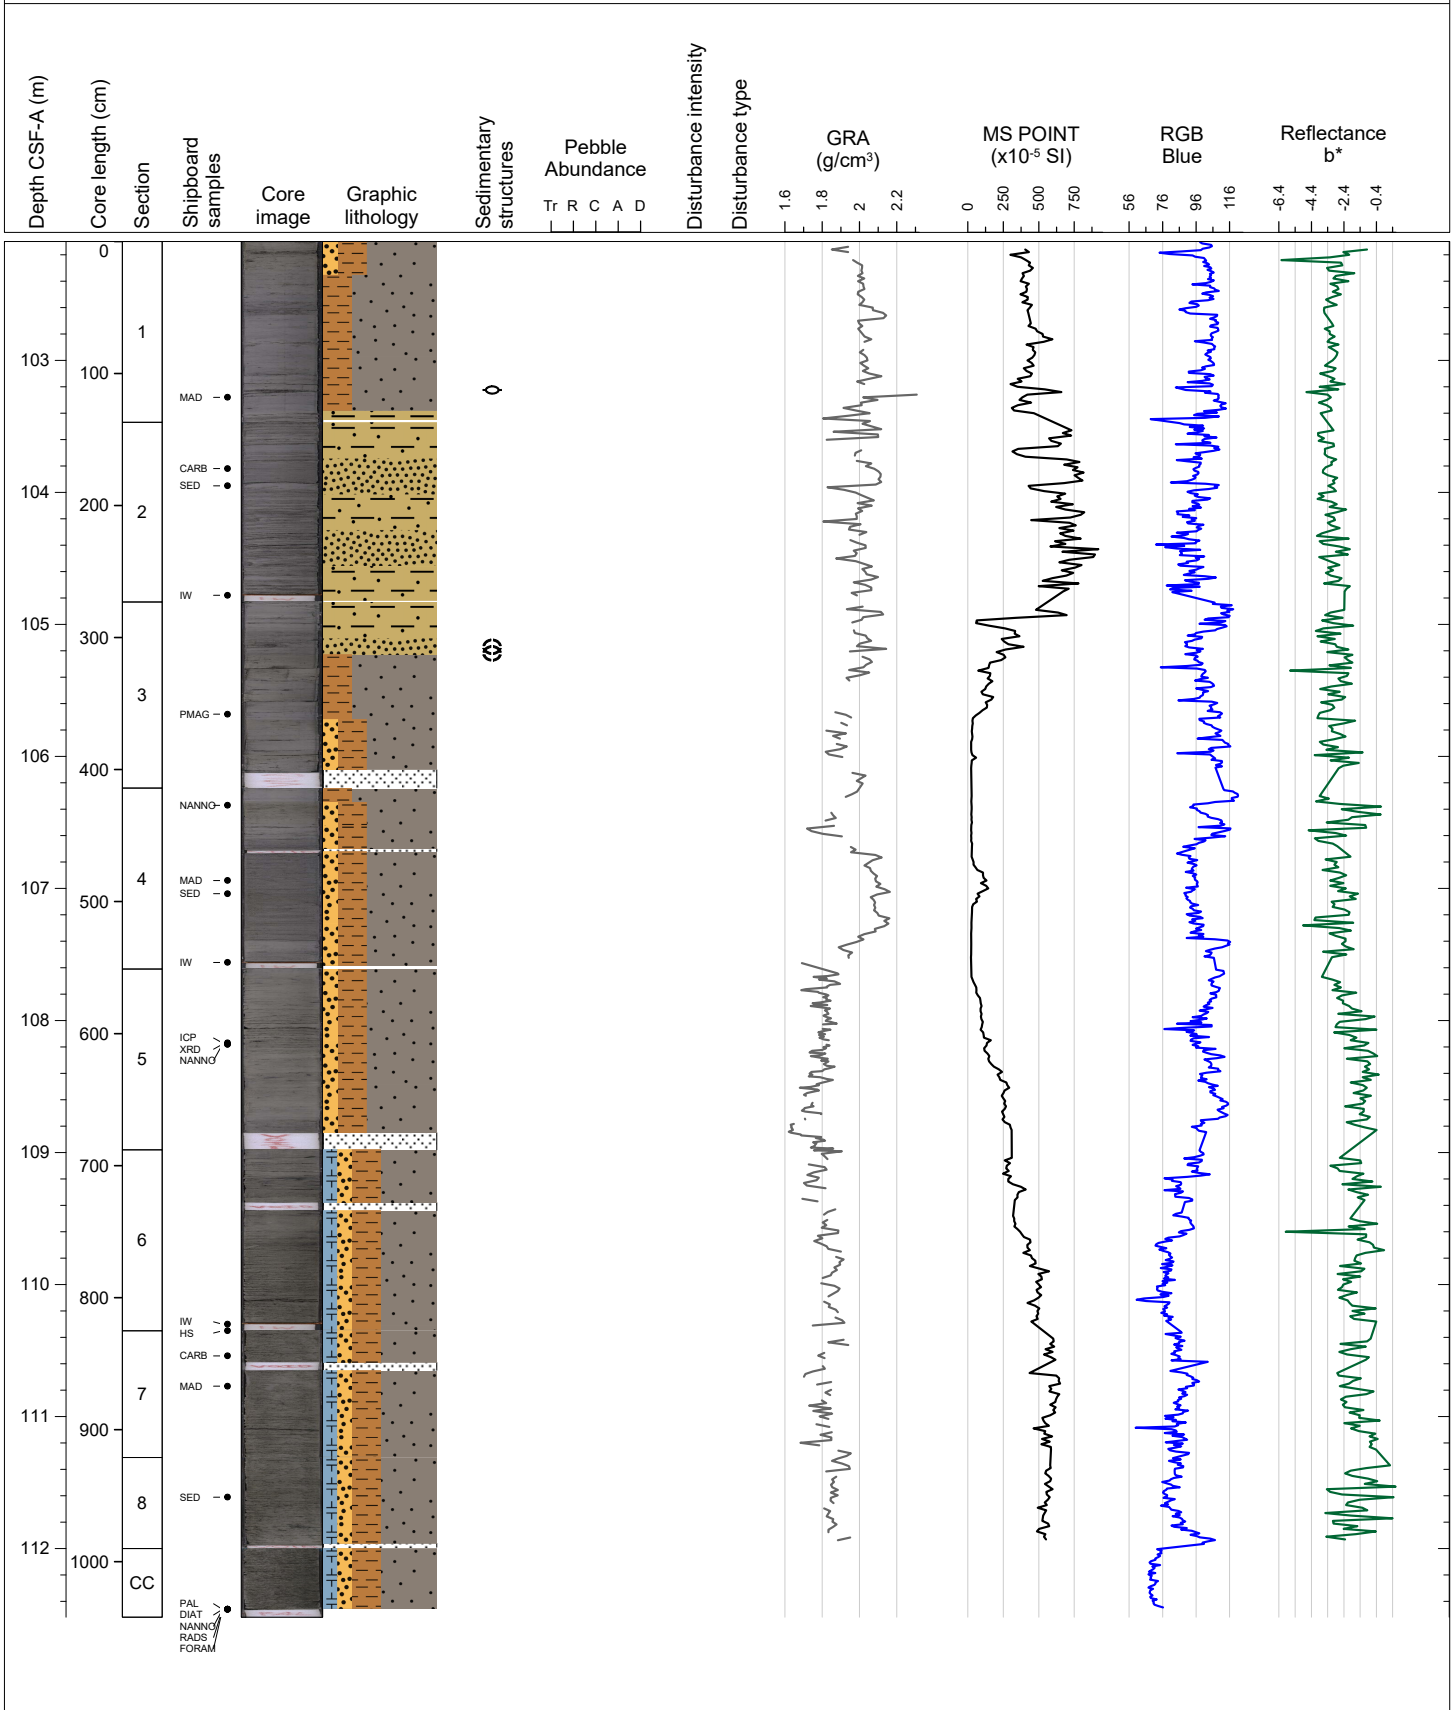 Depth CSF-A (m)
Core length (cm)
Section
Shipboard
samples
Core
image
Graphic
lithology
Sedimentary
structures
Pebble
Abundance
Tr R C A D
Disturbance intensity
Disturbance type
GRA
(g/cm³)
1.6 1.8 2 2.2
MS POINT
(x10⁻⁵ SI)
0 250 500 750
RGB
Blue
56 76 96 116
Reflectance
b*
-6.4 -4.4 -2.4 -0.4
0
1
103
100
MAD
CARB
104
SED
200
2
IW
105
300
3
PMAG
106
400
NANNO
4
MAD
107
SED
500
IW
108
ICP
600
XRD
5
NANNO
109
700
6
110
800
IW
HS
CARB
7
MAD
111
900
SED
8
112
1000
CC
PAL
DIAT
NANNO
RADS
FORAM